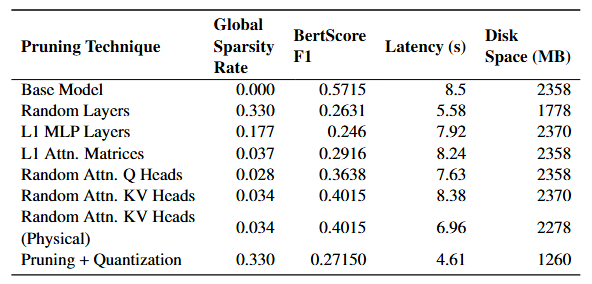 Pruning Technique Global Sparsity Rate BertScore F1 Latency (s) Disk Space (MB)
Base Model 0.000 0.5715 8.5 2358
Random Layers 0.330 0.2631 5.58 1778
L1 MLP Layers 0.177 0.246 7.92 2370
L1 Attn. Matrices 0.037 0.2916 8.24 2358
Random Attn. Q Heads 0.028 0.3638 7.63 2358
Random Attn. KV Heads 0.034 0.4015 8.38 2370
Random Attn. KV Heads (Physical) 0.034 0.4015 6.96 2278
Pruning + Quantization 0.330 0.27150 4.61 1260